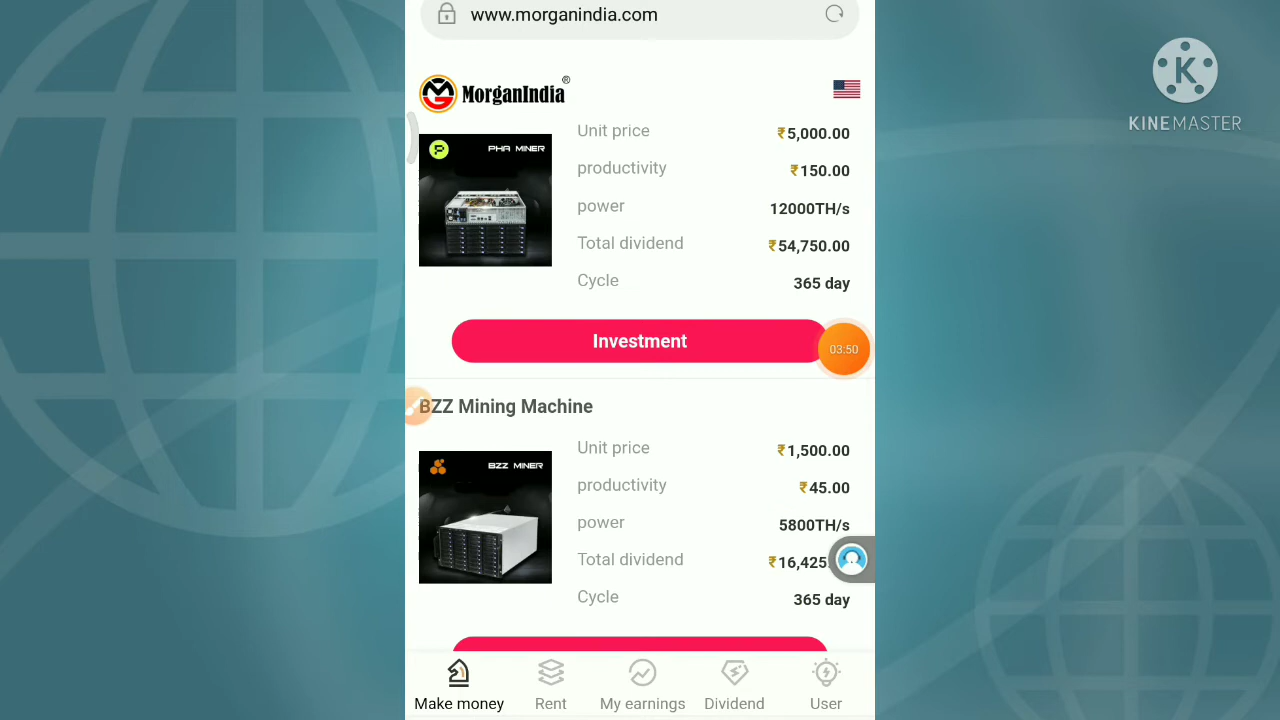 www.morganindia.com
MorganIndia®
K
KINEMASTER
PHA MINER
Unit price ₹5,000.00
productivity ₹150.00
power 12000TH/s
Total dividend ₹54,750.00
Cycle 365 day
Investment
03:50
BZZ Mining Machine
BZZ MINER
Unit price ₹1,500.00
productivity ₹45.00
power 5800TH/s
Total dividend ₹16,425.
Cycle 365 day
Make money Rent My earnings Dividend User